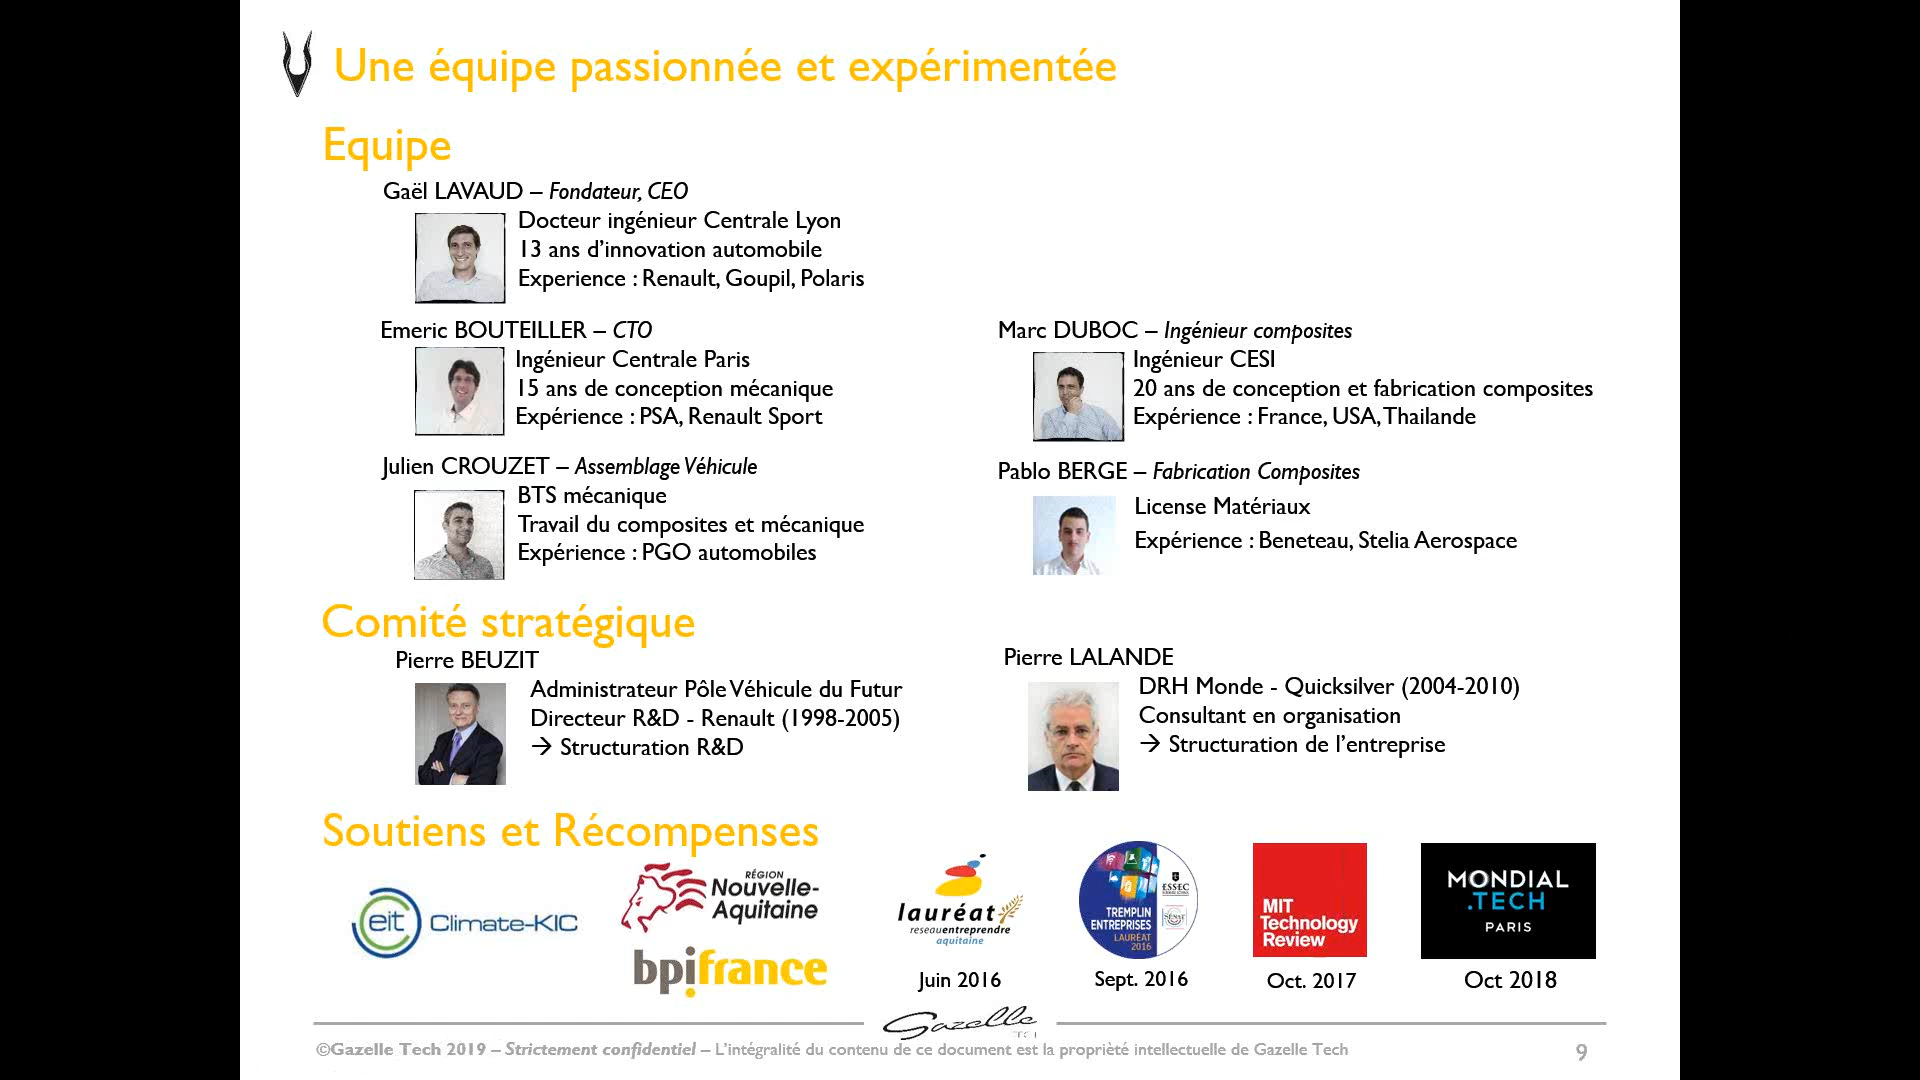 Une équipe passionnée et expérimentée
Equipe
Gaël LAVAUD – Fondateur, CEO
Docteur ingénieur Centrale Lyon
13 ans d'innovation automobile
Experience : Renault, Goupil, Polaris
Emeric BOUTEILLER – CTO
Ingénieur Centrale Paris
15 ans de conception mécanique
Expérience : PSA, Renault Sport
Marc DUBOC – Ingénieur composites
Ingénieur CESI
20 ans de conception et fabrication composites
Expérience : France, USA, Thailande
Julien CROUZET – Assemblage Véhicule
BTS mécanique
Travail du composites et mécanique
Expérience : PGO automobiles
Pablo BERGE – Fabrication Composites
License Matériaux
Expérience : Beneteau, Stelia Aerospace
Comité stratégique
Pierre BEUZIT
Administrateur Pôle Véhicule du Futur
Directeur R&D - Renault (1998-2005)
→ Structuration R&D
Pierre LALANDE
DRH Monde - Quicksilver (2004-2010)
Consultant en organisation
→ Structuration de l'entreprise
Soutiens et Récompenses
eit Climate-KIC
RÉGION
Nouvelle-
Aquitaine
bpifrance
lauréat
reseauentreprendre
aquitaine
Juin 2016
ESSEC
SÉNAT
TREMPLIN
ENTREPRISES
LAURÉAT
2016
Sept. 2016
MIT
Technology
Review
Oct. 2017
MONDIAL
.TECH
PARIS
Oct 2018
Gazelle
TECH
©Gazelle Tech 2019 – Strictement confidentiel – L'intégralité du contenu de ce document est la propriètè intellectuelle de Gazelle Tech
9